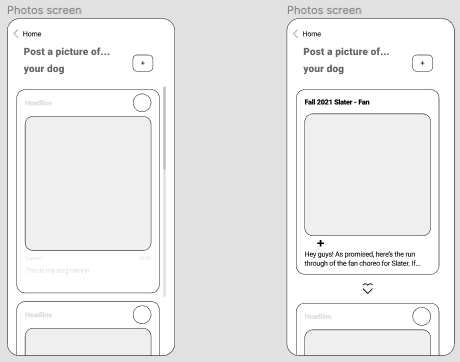 Photos screen
Home
Post a picture of...
your dog
+
Headline
Caption
This is my dog Henry!
Headline
Photos screen
Home
Post a picture of...
your dog
+
Fall 2021 Slater - Fan
Hey guys! As promised, here's the run
through of the fan choreo for Slater. If...
Headline